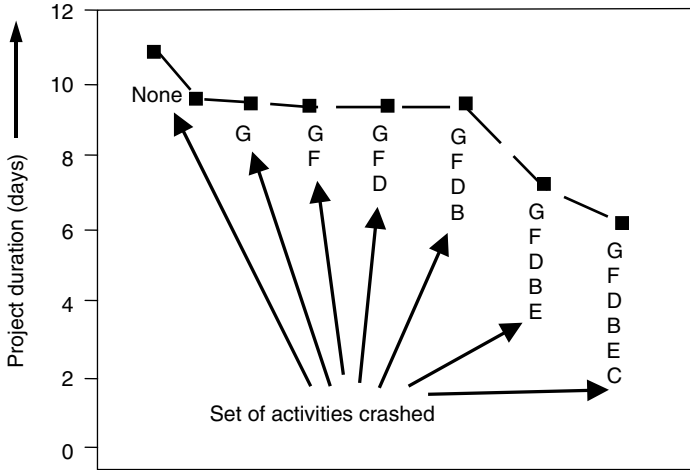 Project duration (days)
12
10
8
6
4
2
0
None
G
G
F
G
F
D
G
F
D
B
G
F
D
B
E
G
F
D
B
E
C
Set of activities crashed